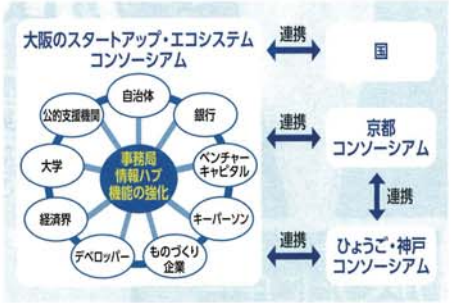 大阪のスタートアップ・エコシステム
コンソーシアム
自治体
銀行
ベンチャー
キャピタル
キーパーソン
ものづくり
企業
デベロッパー
経済界
大学
公的支援機関
事務局
情報ハブ
機能の強化
連携
国
連携
京都
コンソーシアム
連携
連携
ひょうご・神戸
コンソーシアム